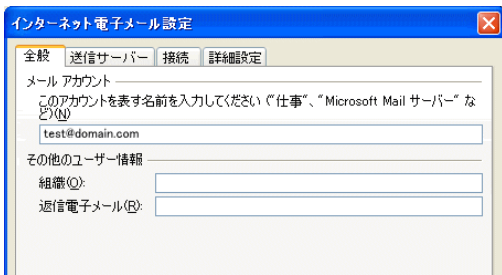 インターネット電子メール設定
全般 送信サーバー 接続 詳細設定
メール アカウント
このアカウントを表す名前を入力してください ("仕事"、"Microsoft Mail サーバー" な
ど)(N)
test@domain.com
その他のユーザー情報
組織(O):
返信電子メール(R):